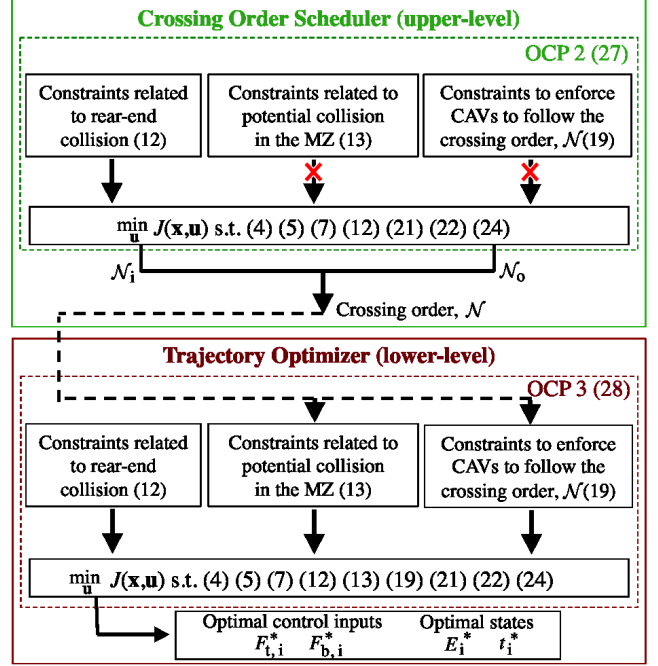 Crossing Order Scheduler (upper-level)
OCP 2 (27)
Constraints related
to rear-end
collision (12)
Constraints related to
potential collision
in the MZ (13)
Constraints to enforce
CAVs to follow the
crossing order, 𝒩(19)
min J(x,u) s.t. (4) (5) (7) (12) (21) (22) (24)
u
𝒩i
𝒩o
Crossing order, 𝒩
Trajectory Optimizer (lower-level)
OCP 3 (28)
Constraints related
to rear-end
collision (12)
Constraints related to
potential collision
in the MZ (13)
Constraints to enforce
CAVs to follow the
crossing order, 𝒩(19)
min J(x,u) s.t. (4) (5) (7) (12) (13) (19) (21) (22) (24)
u
Optimal control inputs
F*t,i F*b,i
Optimal states
E*i t*i